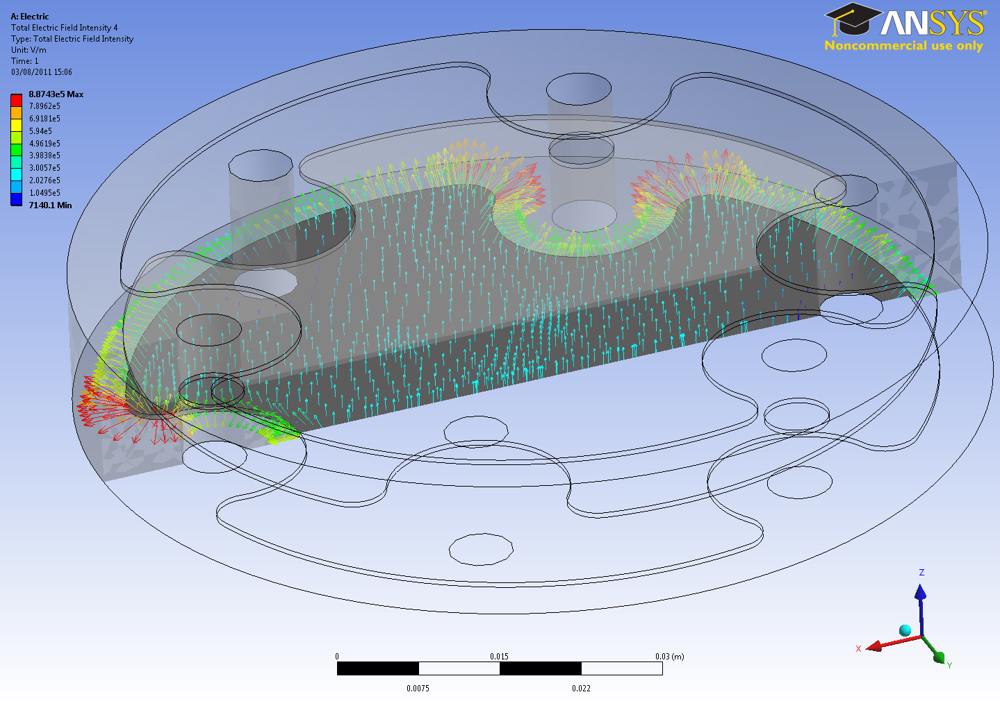 A: Electric
Total Electric Field Intensity 4
Type: Total Electric Field Intensity
Unit: V/m
Time: 1
03/08/2011 15:06
8.8743e5 Max
7.8962e5
6.9181e5
5.94e5
4.9619e5
3.9838e5
3.0057e5
2.0276e5
1.0495e5
7140.1 Min
ANSYS®
Noncommercial use only
Z
X
Y
0 0.015 0.03 (m)
0.0075 0.022